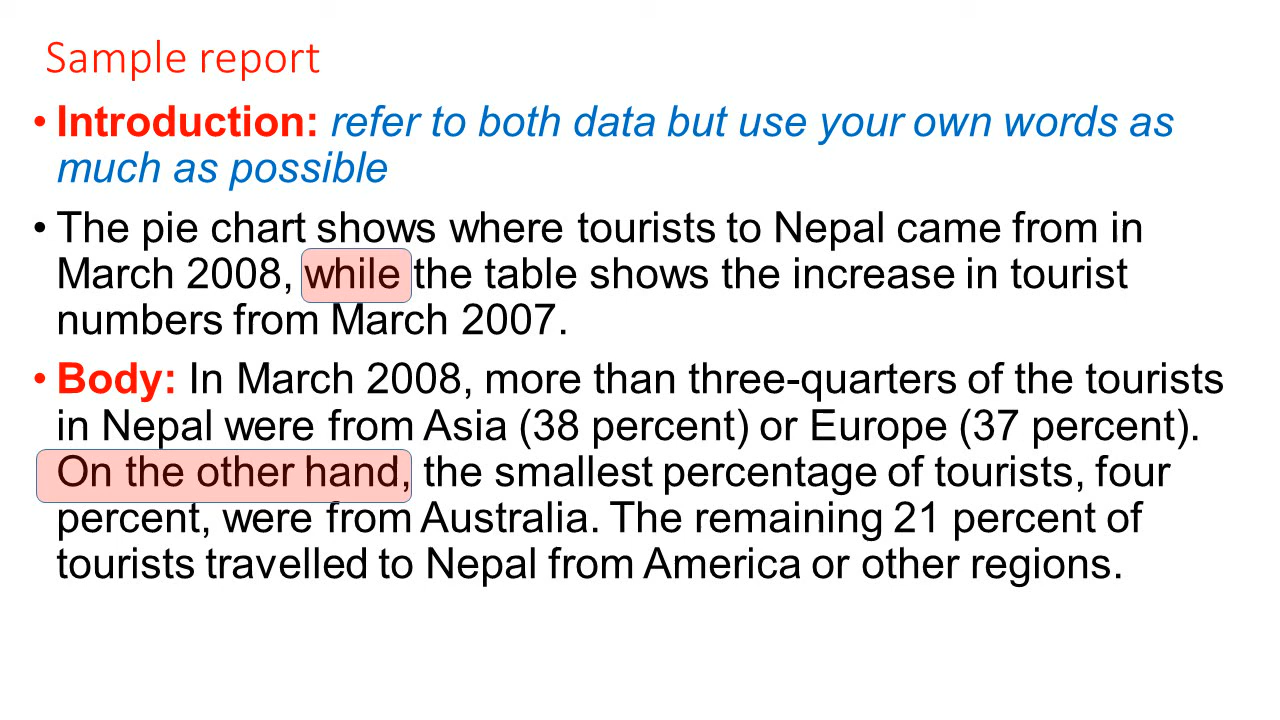 Sample report
• Introduction: refer to both data but use your own words as
much as possible
• The pie chart shows where tourists to Nepal came from in
March 2008, while the table shows the increase in tourist
numbers from March 2007.
• Body: In March 2008, more than three-quarters of the tourists
in Nepal were from Asia (38 percent) or Europe (37 percent).
On the other hand, the smallest percentage of tourists, four
percent, were from Australia. The remaining 21 percent of
tourists travelled to Nepal from America or other regions.